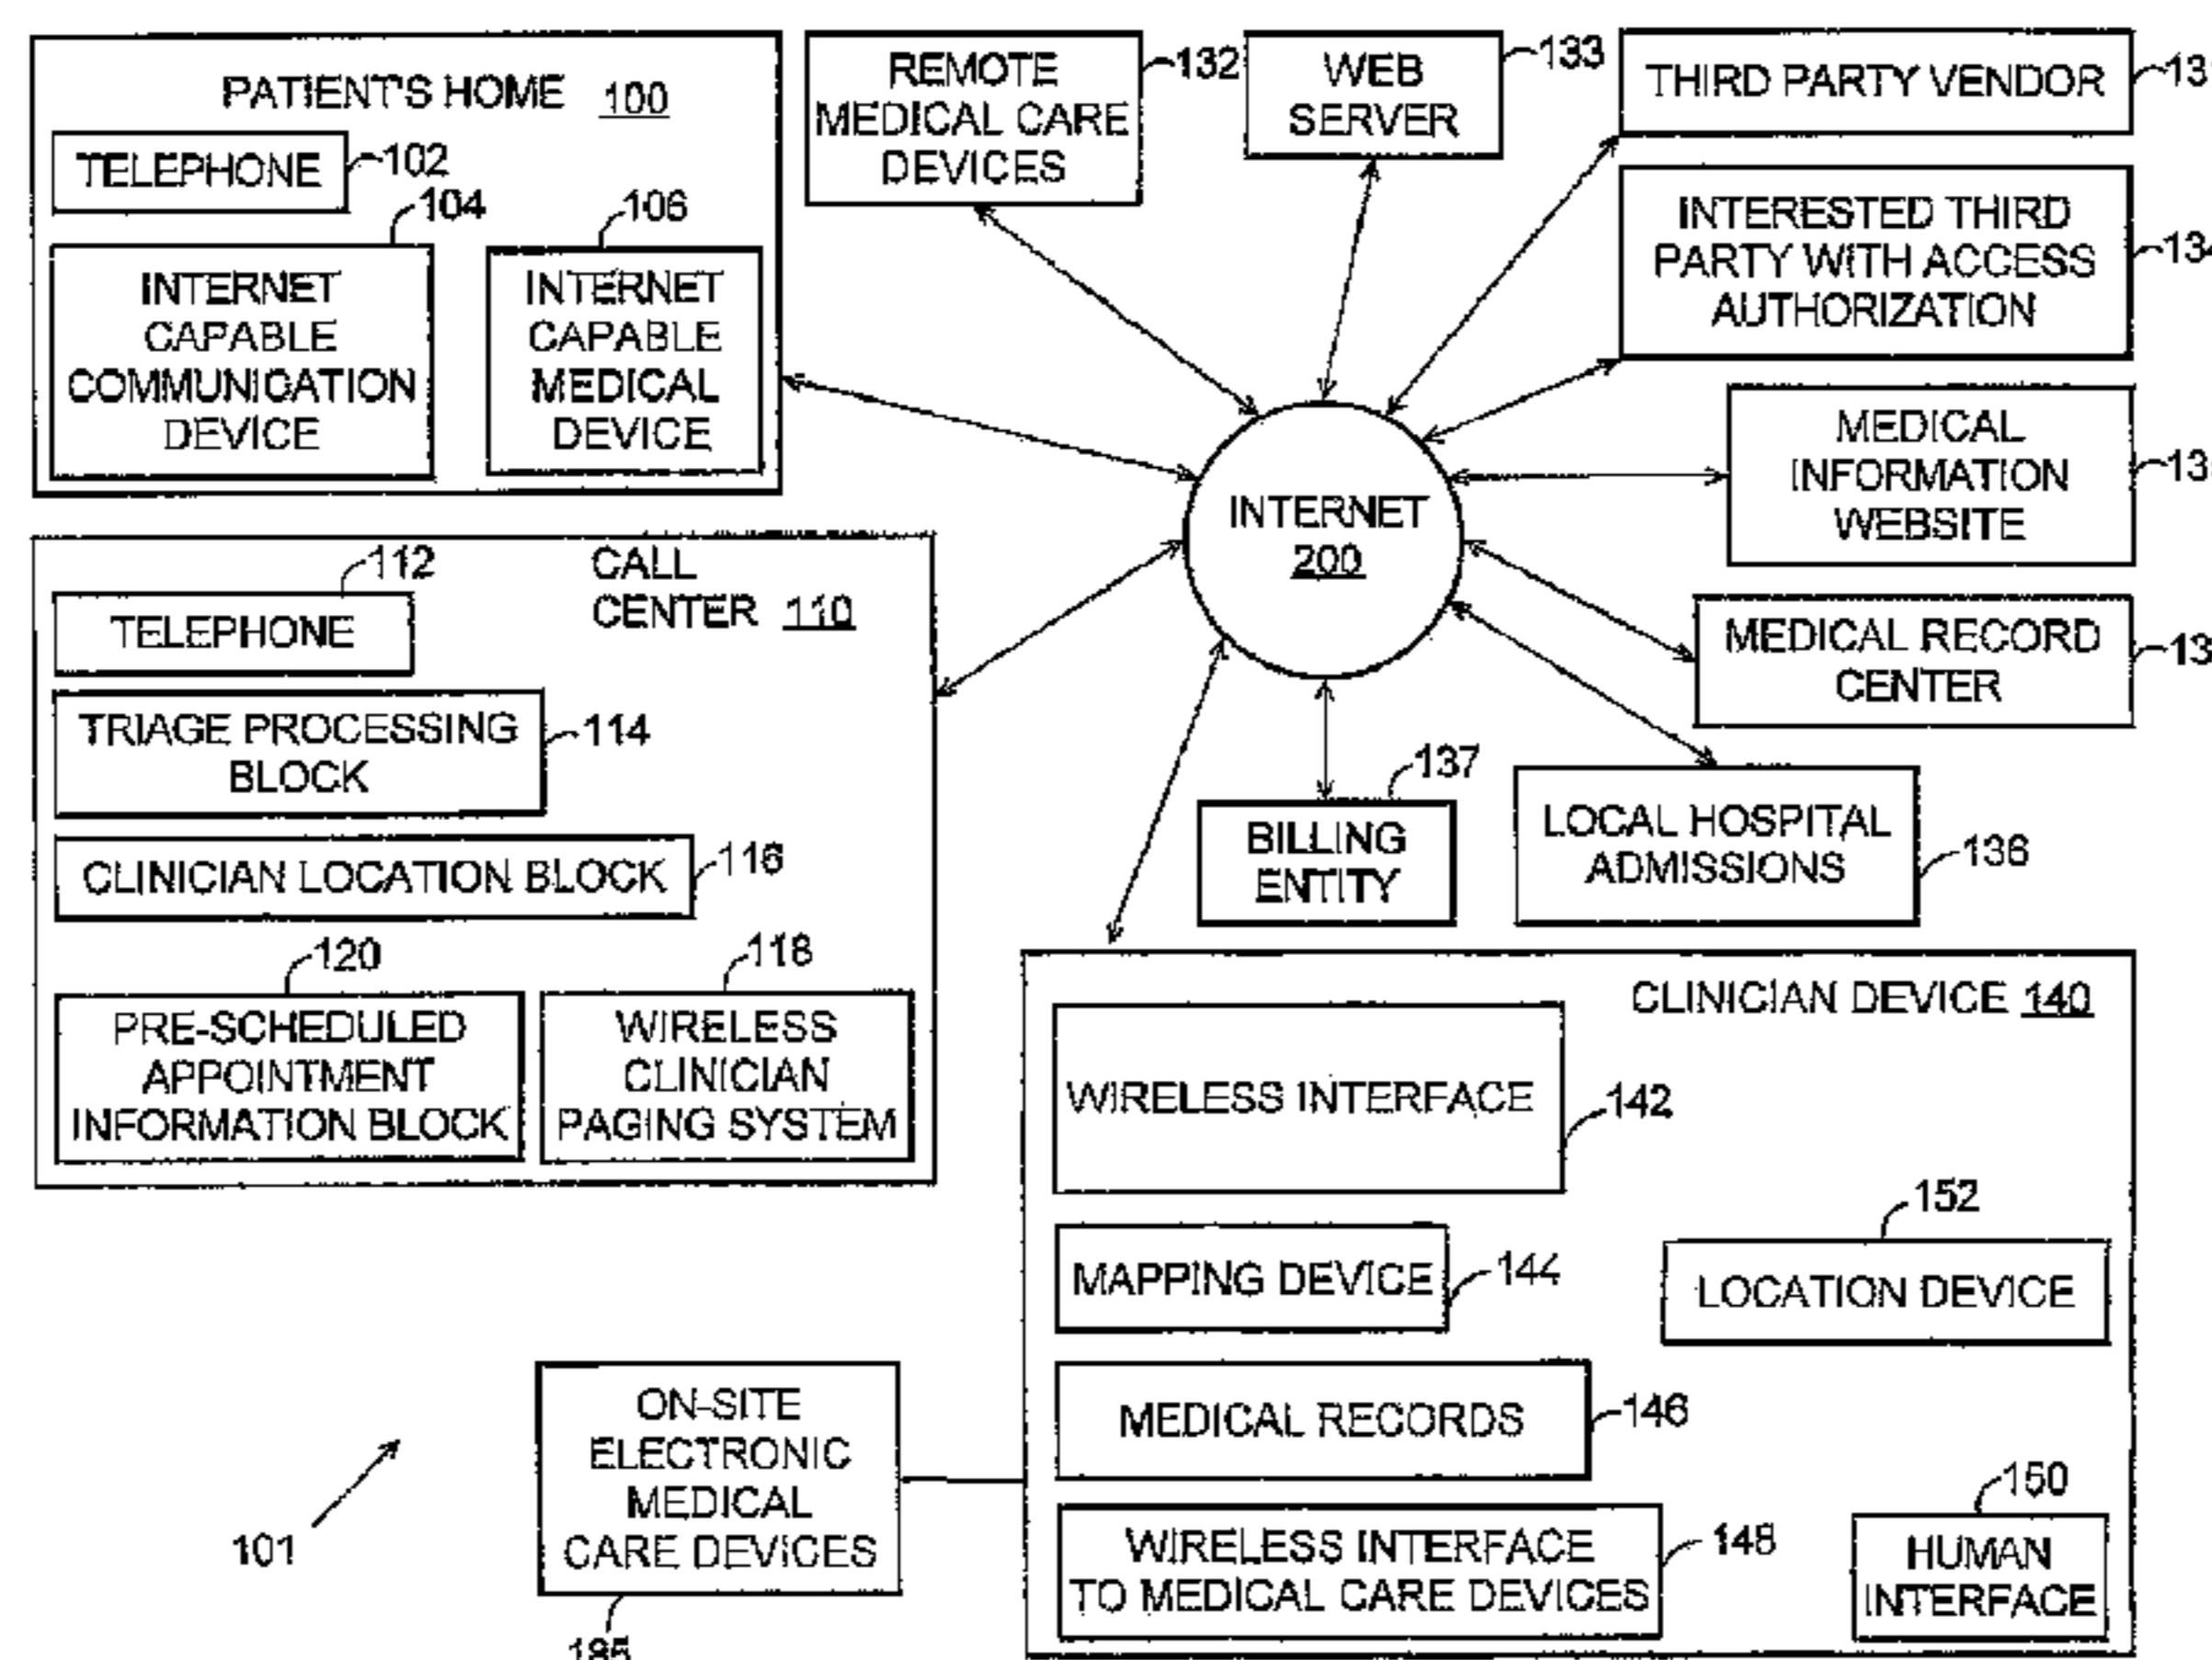 PATIENT'S HOME 100
TELEPHONE
102
104
INTERNET
CAPABLE
COMMUNICATION
DEVICE
106
INTERNET
CAPABLE
MEDICAL
DEVICE
REMOTE
MEDICAL CARE
DEVICES
132
WEB
SERVER
133
THIRD PARTY VENDOR
INTERESTED THIRD
PARTY WITH ACCESS
AUTHORIZATION
MEDICAL
INFORMATION
WEBSITE
MEDICAL RECORD
CENTER
INTERNET
200
CALL
CENTER 110
112
TELEPHONE
TRIAGE PROCESSING
BLOCK
114
CLINICIAN LOCATION BLOCK
116
120
PRE-SCHEDULED
APPOINTMENT
INFORMATION BLOCK
118
WIRELESS
CLINICIAN
PAGING SYSTEM
137
BILLING
ENTITY
LOCAL HOSPITAL
ADMISSIONS
136
CLINICIAN DEVICE 140
WIRELESS INTERFACE
142
MAPPING DEVICE
144
152
LOCATION DEVICE
MEDICAL RECORDS
146
WIRELESS INTERFACE
TO MEDICAL CARE DEVICES
148
150
HUMAN
INTERFACE
ON-SITE
ELECTRONIC
MEDICAL
CARE DEVICES
101